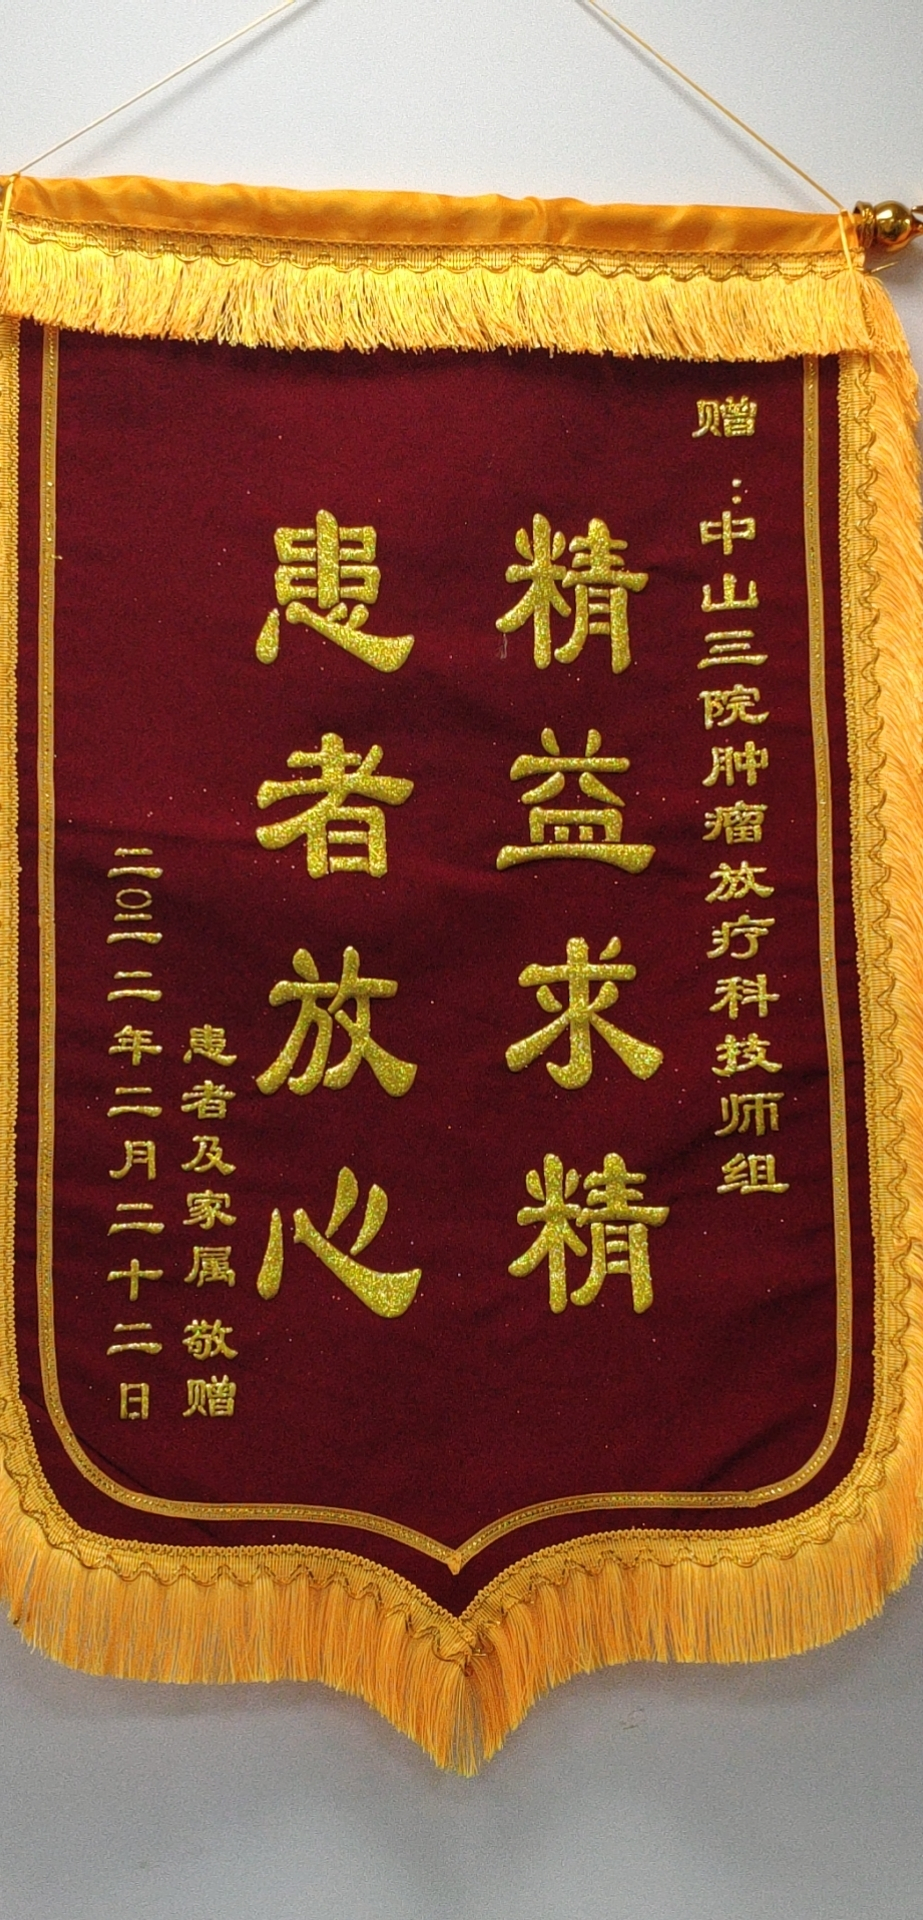 赠：中山三院肿瘤放疗科技师组
精益求精
患者放心
患者及家属 敬赠
二〇二二年二月二十二日